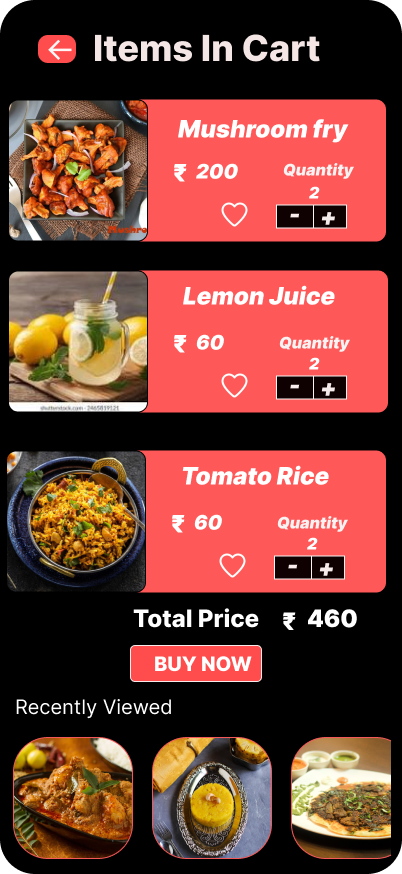 Items In Cart
Mushroom fry
₹ 200
Quantity
2
- +
Lemon Juice
₹ 60
Quantity
2
- +
shutterstock.com · 2465819121
Tomato Rice
₹ 60
Quantity
2
- +
Total Price ₹ 460
BUY NOW
Recently Viewed